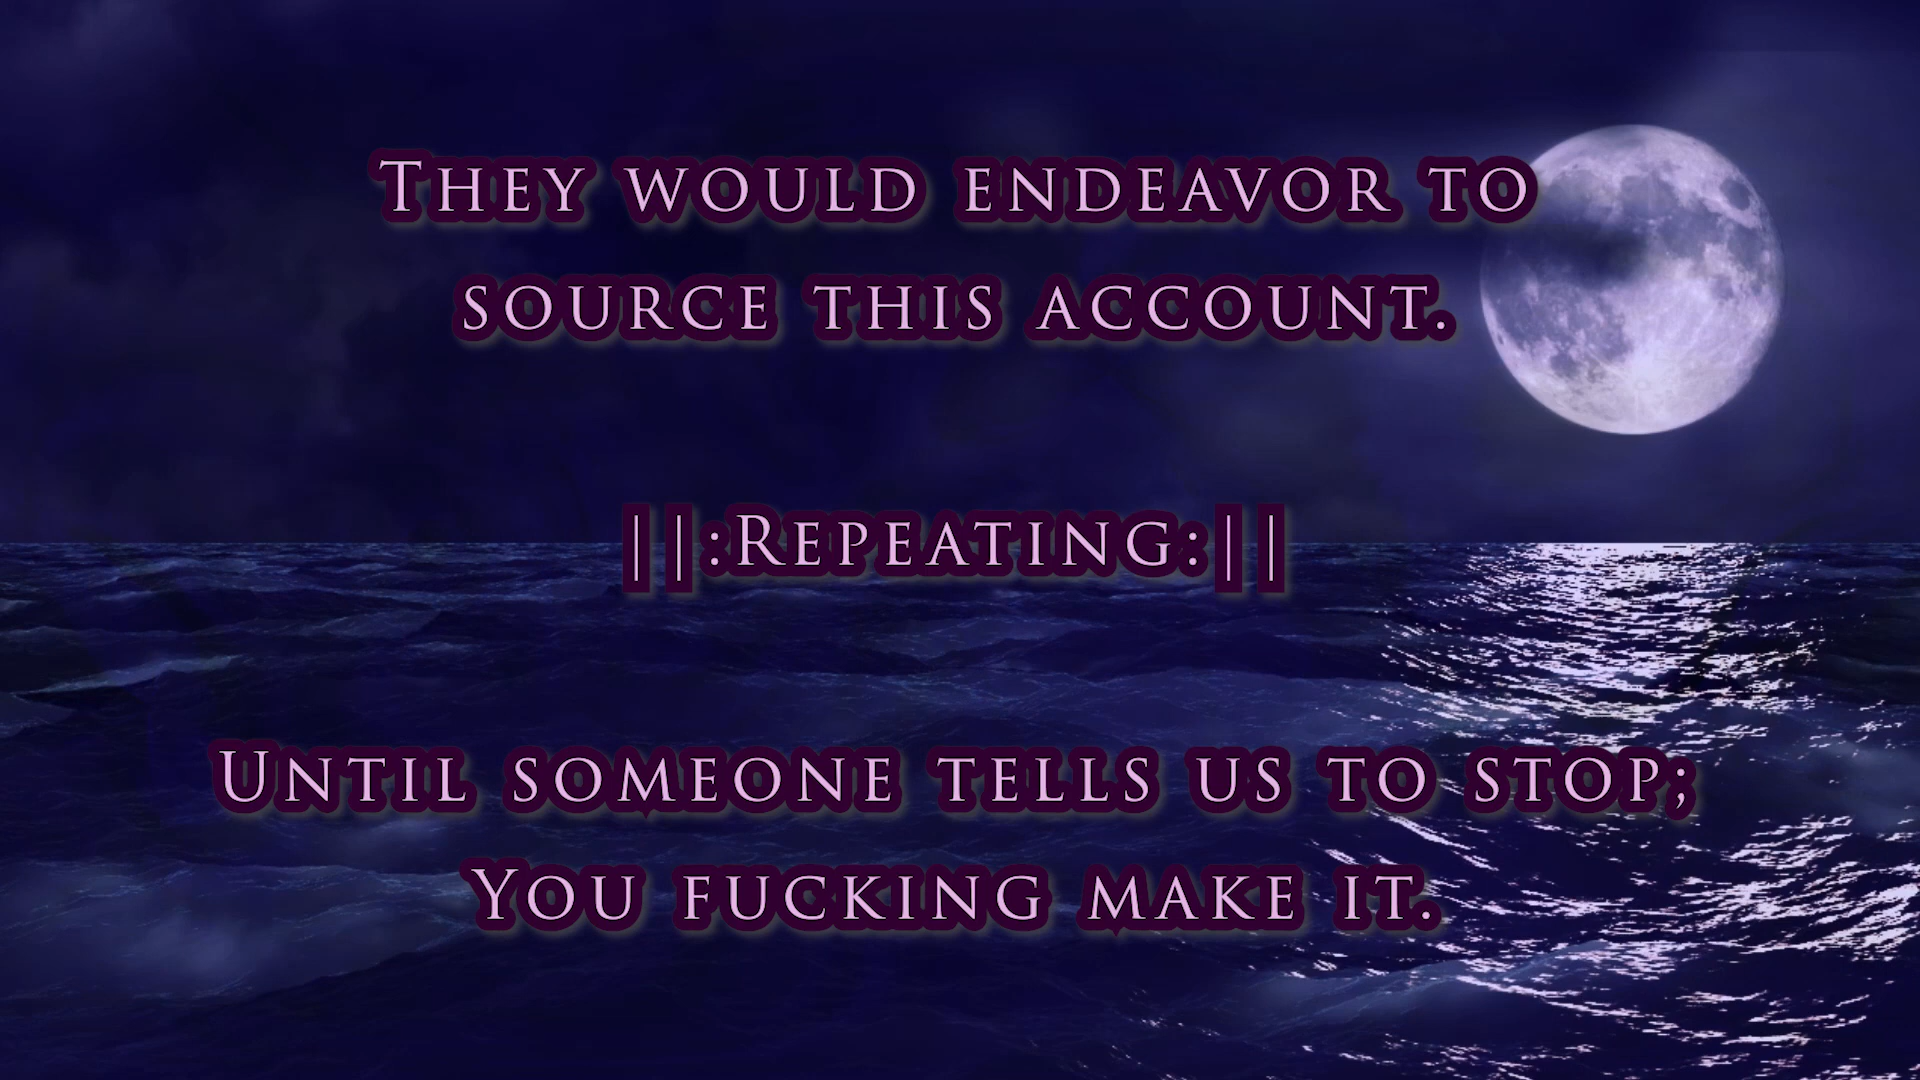 They would endeavor to
source this account.
||:Repeating:||
Until someone tells us to stop;
You fucking make it.